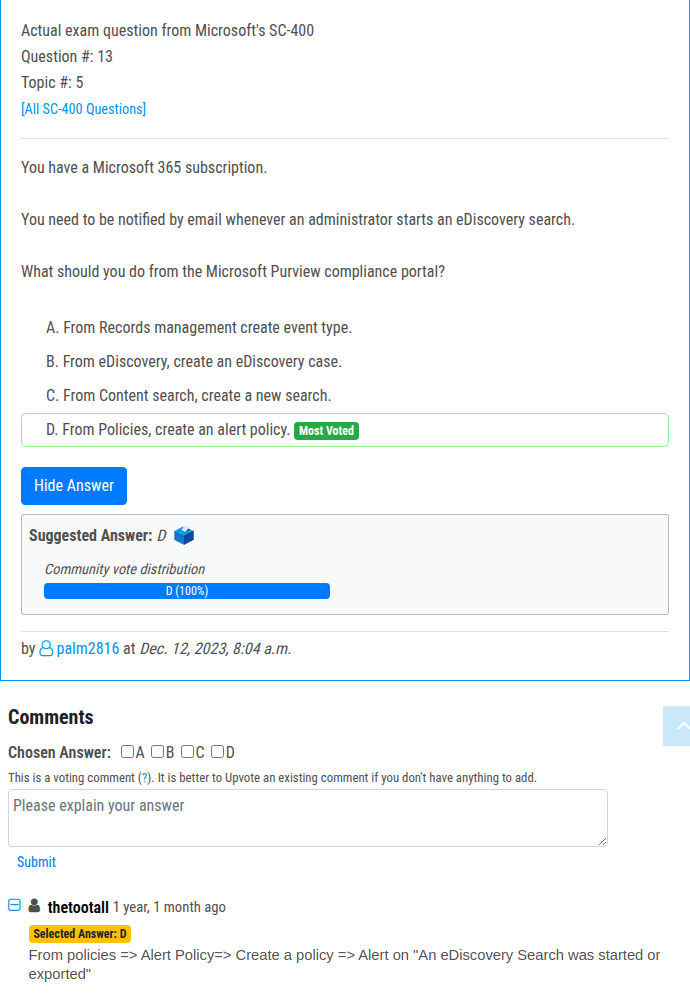 Actual exam question from Microsoft's SC-400
Question #: 13
Topic #: 5
[All SC-400 Questions]
You have a Microsoft 365 subscription.
You need to be notified by email whenever an administrator starts an eDiscovery search.
What should you do from the Microsoft Purview compliance portal?
A. From Records management create event type.
B. From eDiscovery, create an eDiscovery case.
C. From Content search, create a new search.
D. From Policies, create an alert policy. Most Voted
Hide Answer
Suggested Answer: D
Community vote distribution
D (100%)
by palm2816 at Dec. 12, 2023, 8:04 a.m.
Comments
Chosen Answer: A B C D
This is a voting comment (?). It is better to Upvote an existing comment if you don't have anything to add.
Please explain your answer
Submit
thetootall 1 year, 1 month ago
Selected Answer: D
From policies => Alert Policy=> Create a policy => Alert on "An eDiscovery Search was started or
exported"